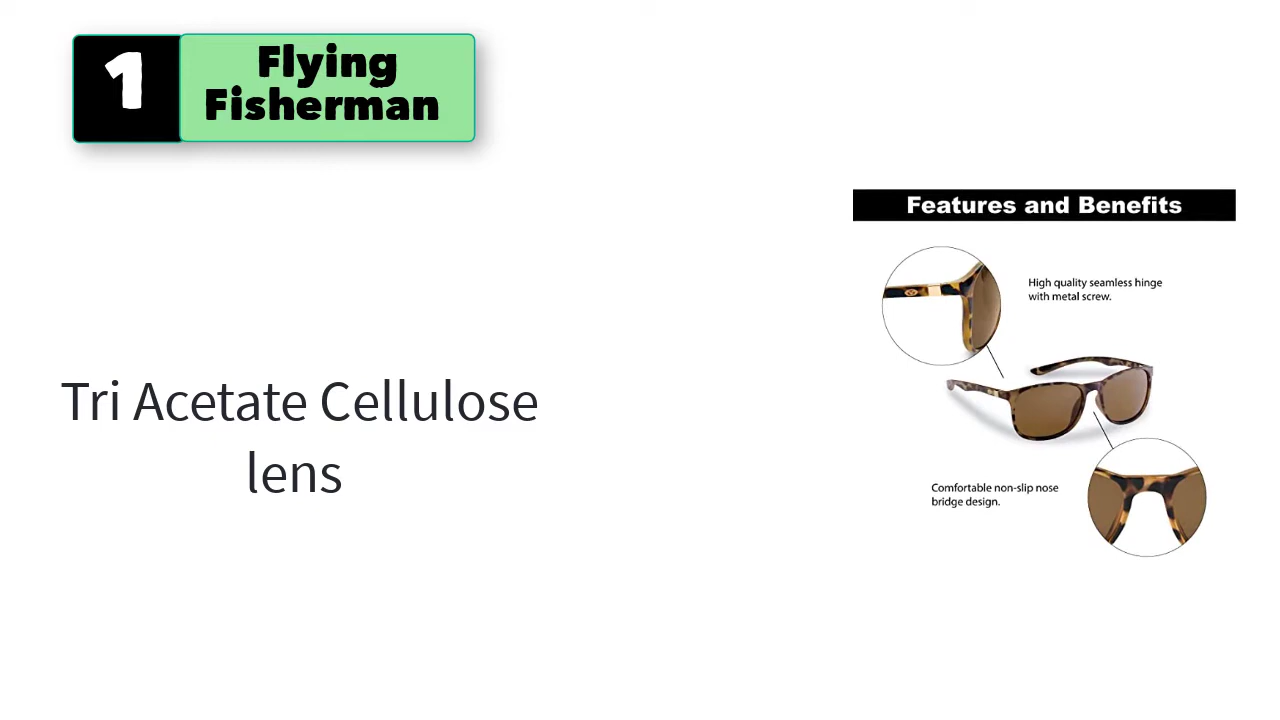 1
Flying
Fisherman
Features and Benefits
High quality seamless hinge
with metal screw.
Tri Acetate Cellulose
lens
Comfortable non-slip nose
bridge design.